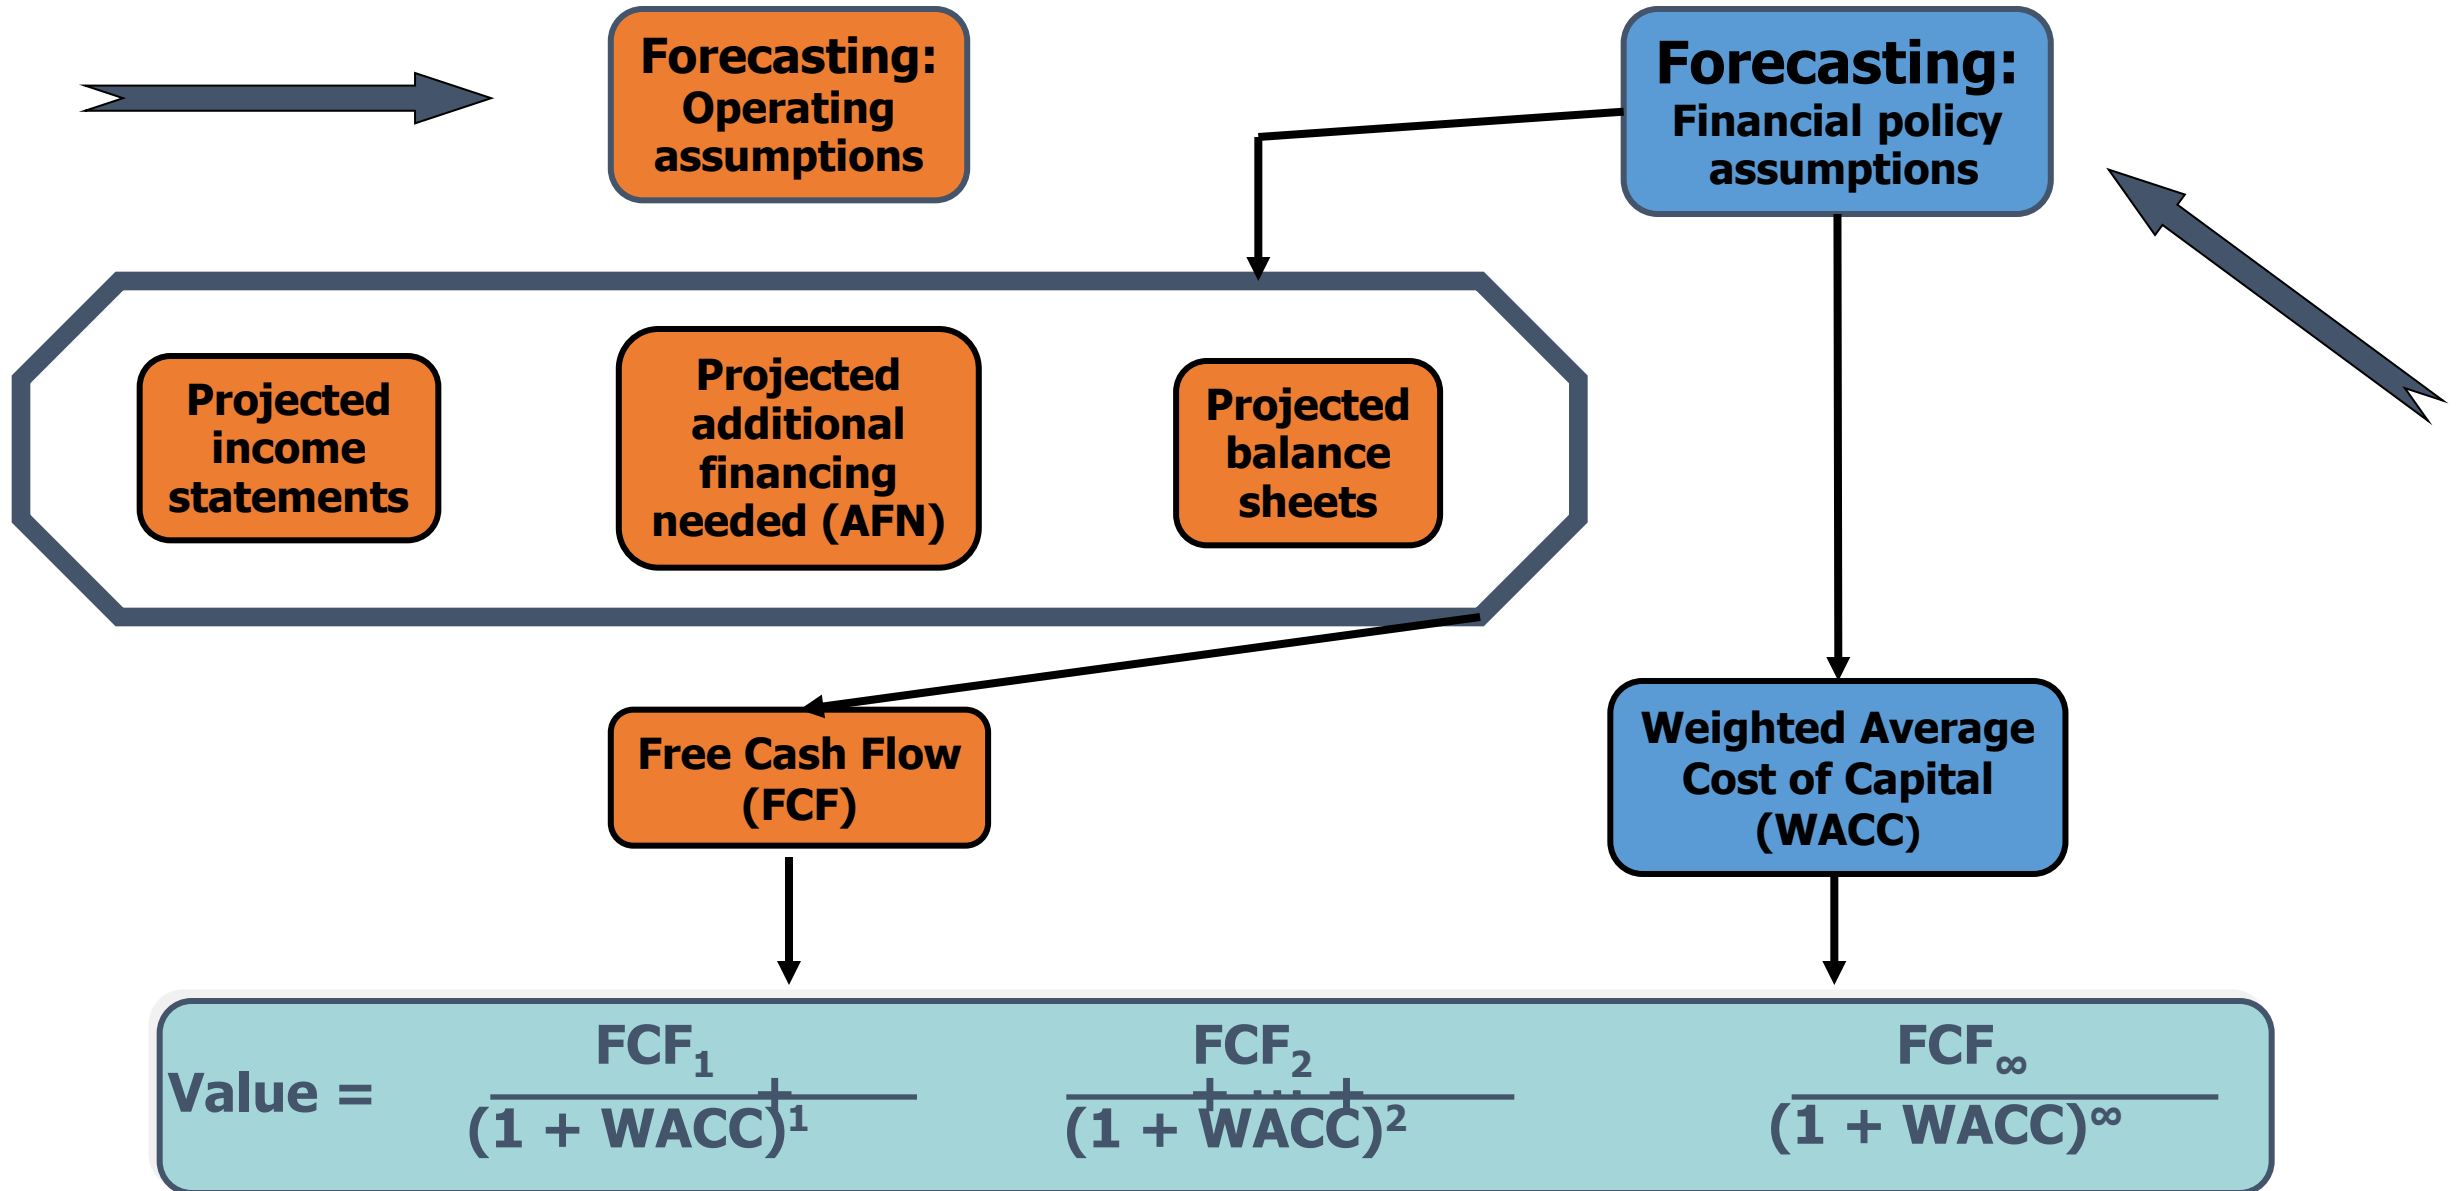 Forecasting:
Operating
assumptions
Forecasting:
Financial policy
assumptions
Projected
income
statements
Projected
additional
financing
needed (AFN)
Projected
balance
sheets
Free Cash Flow
(FCF)
Weighted Average
Cost of Capital
(WACC)
FCF₁ FCF₂ FCF∞
Value = + + ... +
(1 + WACC)¹ (1 + WACC)² (1 + WACC)^∞